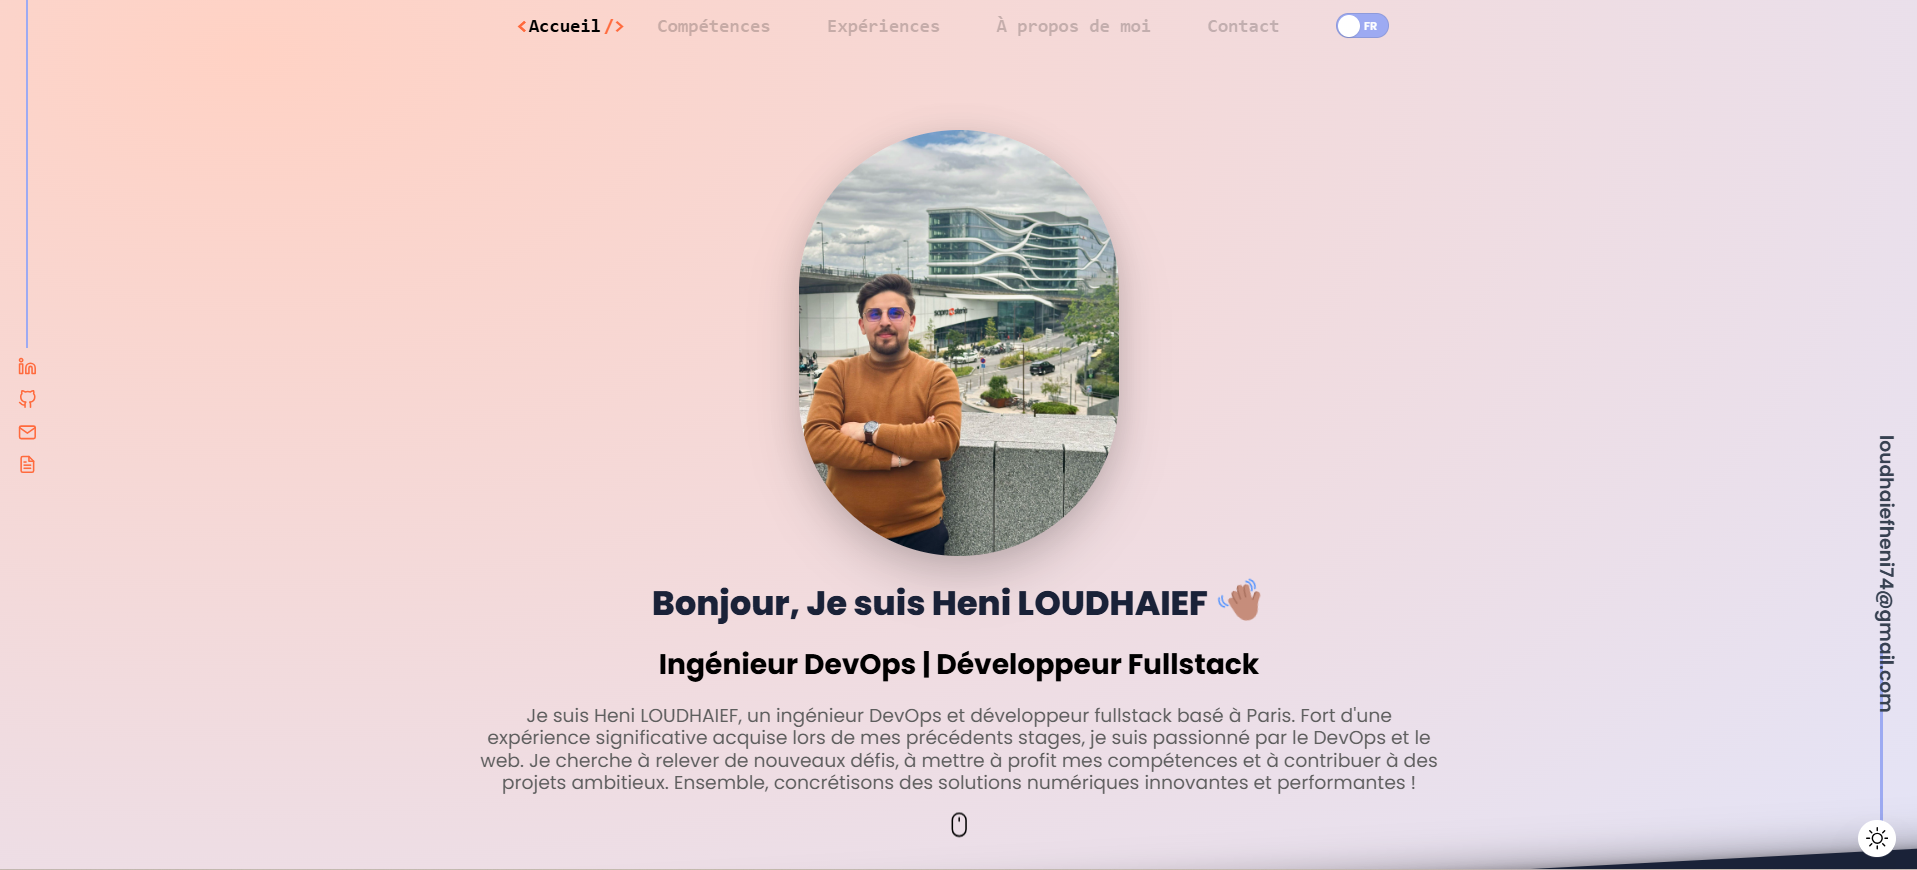 <Accueil/> Compétences Expériences À propos de moi Contact FR
Bonjour, Je suis Heni LOUDHAIEF
Ingénieur DevOps | Développeur Fullstack
Je suis Heni LOUDHAIEF, un ingénieur DevOps et développeur fullstack basé à Paris. Fort d'une
expérience significative acquise lors de mes précédents stages, je suis passionné par le DevOps et le
web. Je cherche à relever de nouveaux défis, à mettre à profit mes compétences et à contribuer à des
projets ambitieux. Ensemble, concrétisons des solutions numériques innovantes et performantes !
loudhaiefheni74@gmail.com